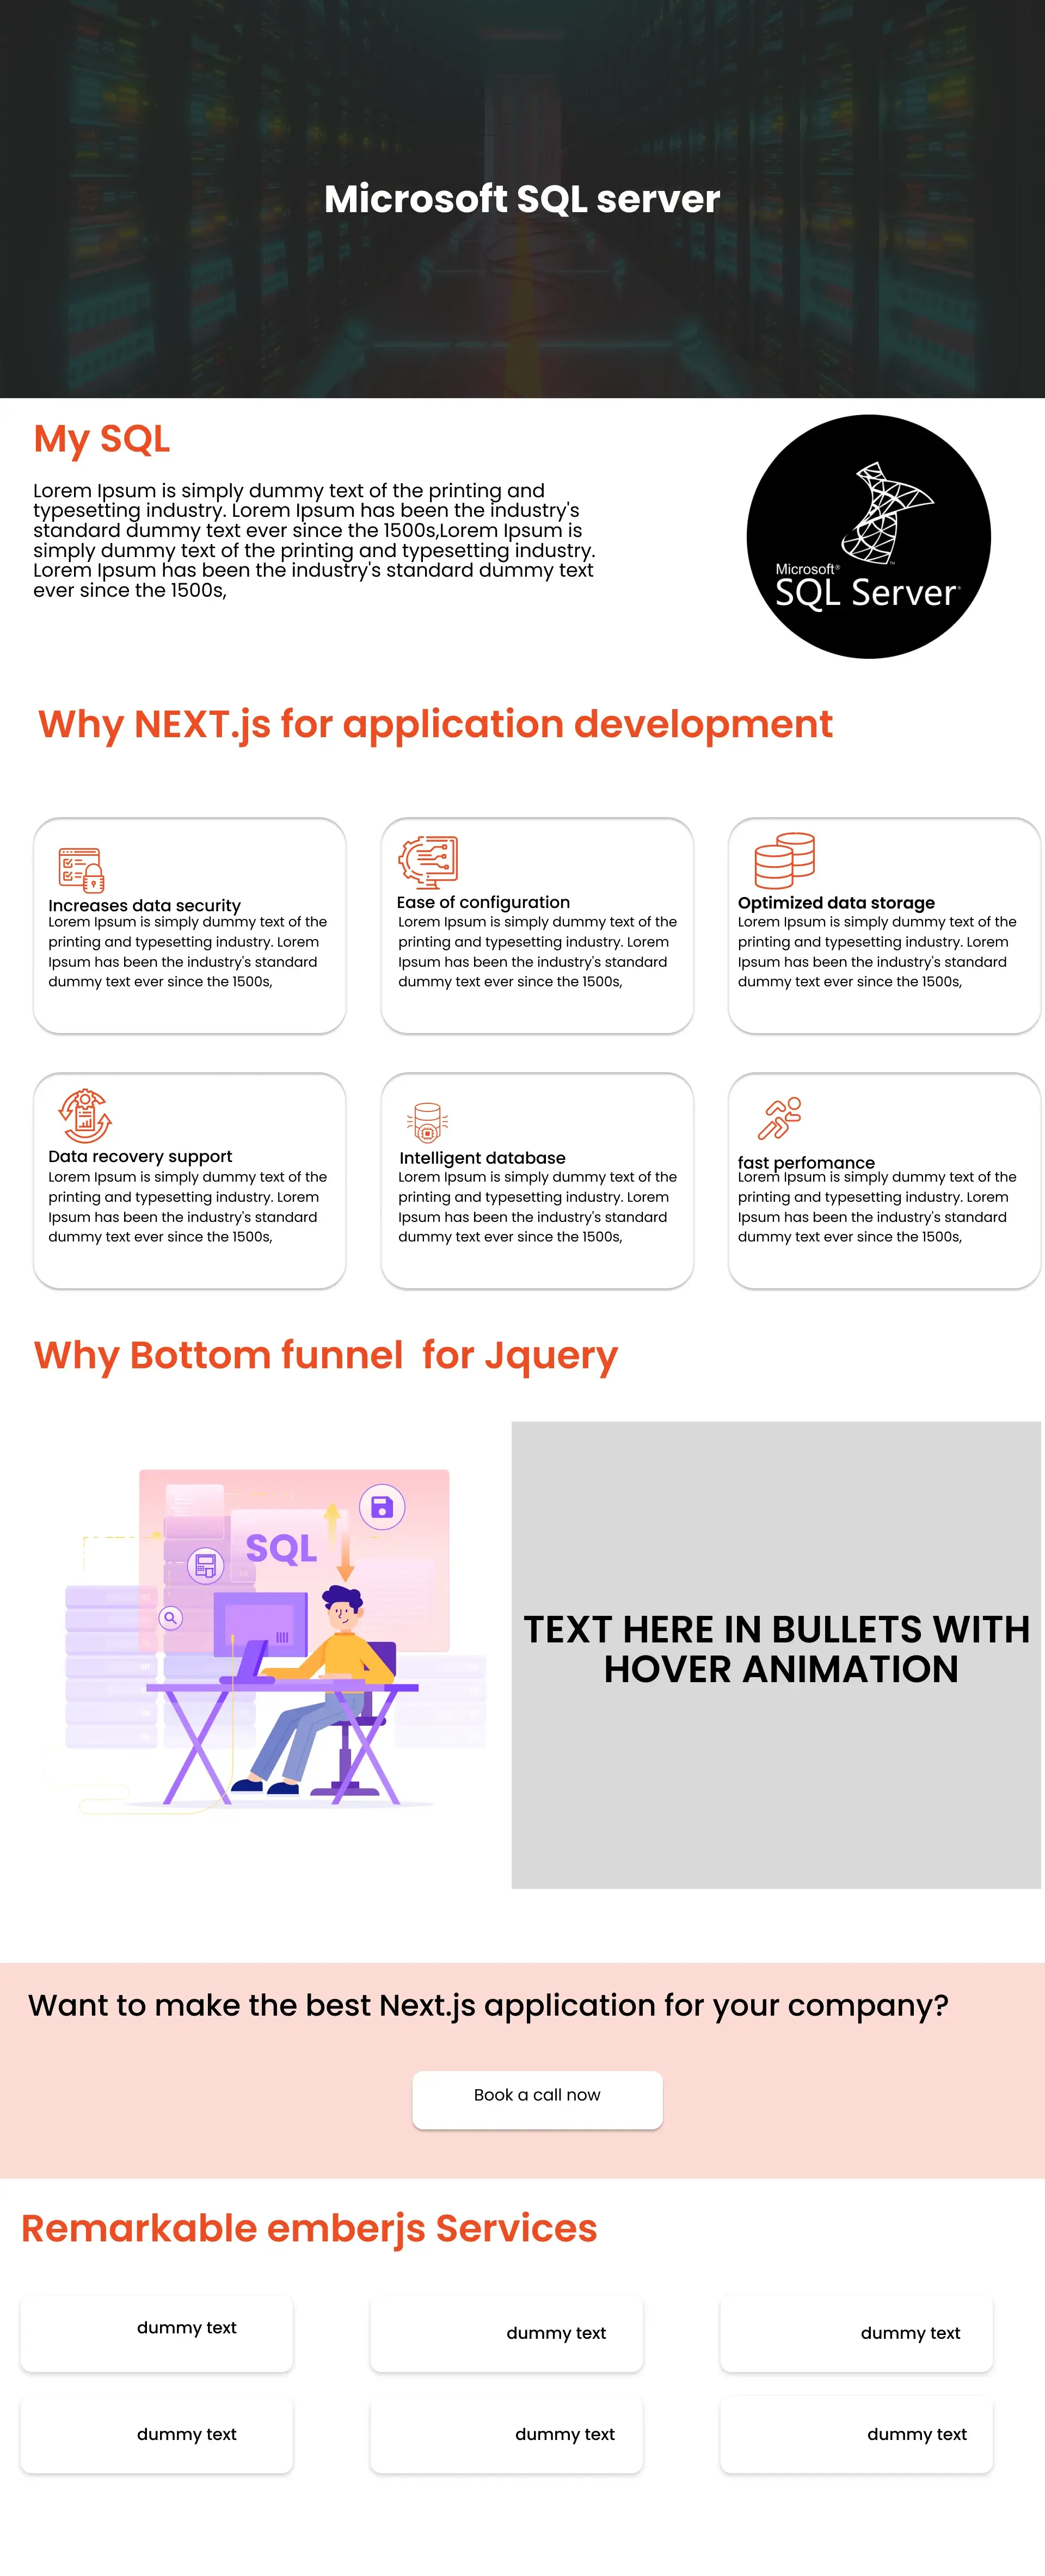 Microsoft SQL server
My SQL
Lorem Ipsum is simply dummy text of the printing and
typesetting industry. Lorem Ipsum has been the industry's
standard dummy text ever since the 1500s,Lorem Ipsum is
simply dummy text of the printing and typesetting industry.
Lorem Ipsum has been the industry's standard dummy text
ever since the 1500s,
Microsoft®
SQL Server®
Why NEXT.js for application development
Increases data security
Lorem Ipsum is simply dummy text of the
printing and typesetting industry. Lorem
Ipsum has been the industry's standard
dummy text ever since the 1500s,
Ease of configuration
Lorem Ipsum is simply dummy text of the
printing and typesetting industry. Lorem
Ipsum has been the industry's standard
dummy text ever since the 1500s,
Optimized data storage
Lorem Ipsum is simply dummy text of the
printing and typesetting industry. Lorem
Ipsum has been the industry's standard
dummy text ever since the 1500s,
Data recovery support
Lorem Ipsum is simply dummy text of the
printing and typesetting industry. Lorem
Ipsum has been the industry's standard
dummy text ever since the 1500s,
Intelligent database
Lorem Ipsum is simply dummy text of the
printing and typesetting industry. Lorem
Ipsum has been the industry's standard
dummy text ever since the 1500s,
fast perfomance
Lorem Ipsum is simply dummy text of the
printing and typesetting industry. Lorem
Ipsum has been the industry's standard
dummy text ever since the 1500s,
Why Bottom funnel for Jquery
SQL
TEXT HERE IN BULLETS WITH
HOVER ANIMATION
Want to make the best Next.js application for your company?
Book a call now
Remarkable emberjs Services
dummy text
dummy text
dummy text
dummy text
dummy text
dummy text